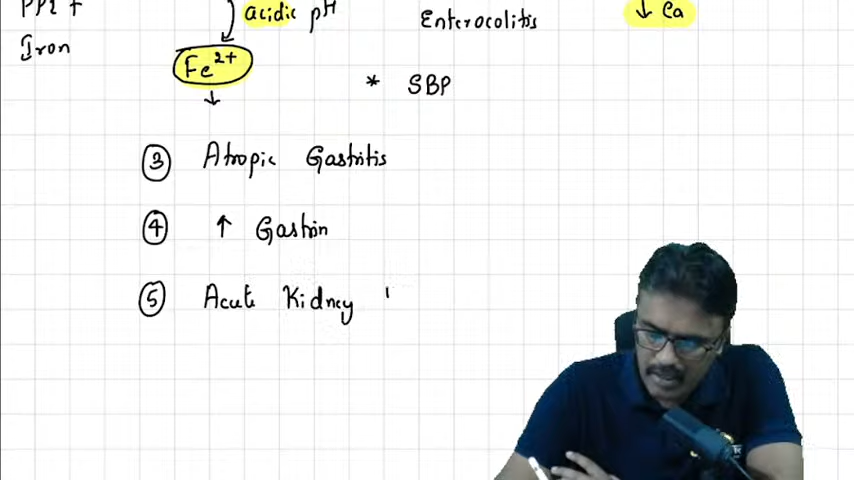 PPI +
Iron
acidic pH
Fe²⁺
↓
Enterocolitis
↓ Ca
* SBP
③ Atropic Gastritis
④ ↑ Gastrin
⑤ Acute Kidney